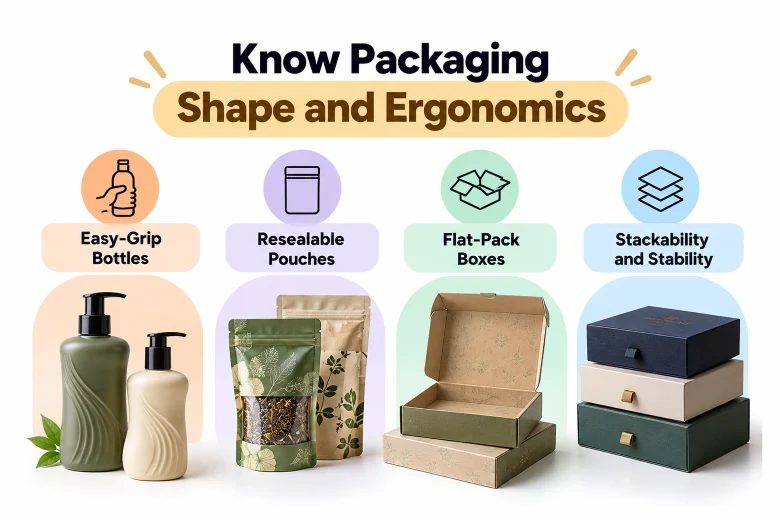 Know Packaging
Shape and Ergonomics
Easy-Grip
Bottles
Resealable
Pouches
Flat-Pack
Boxes
Stackability
and Stability